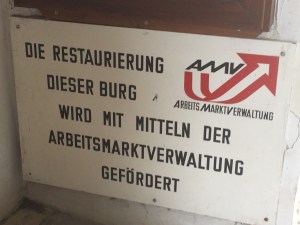 DIE RESTAURIERUNG
DIESER BURG
WIRD MIT MITTELN DER
ARBEITSMARKTVERWALTUNG
GEFÖRDERT
AMV
ARBEITSMARKTVERWALTUNG